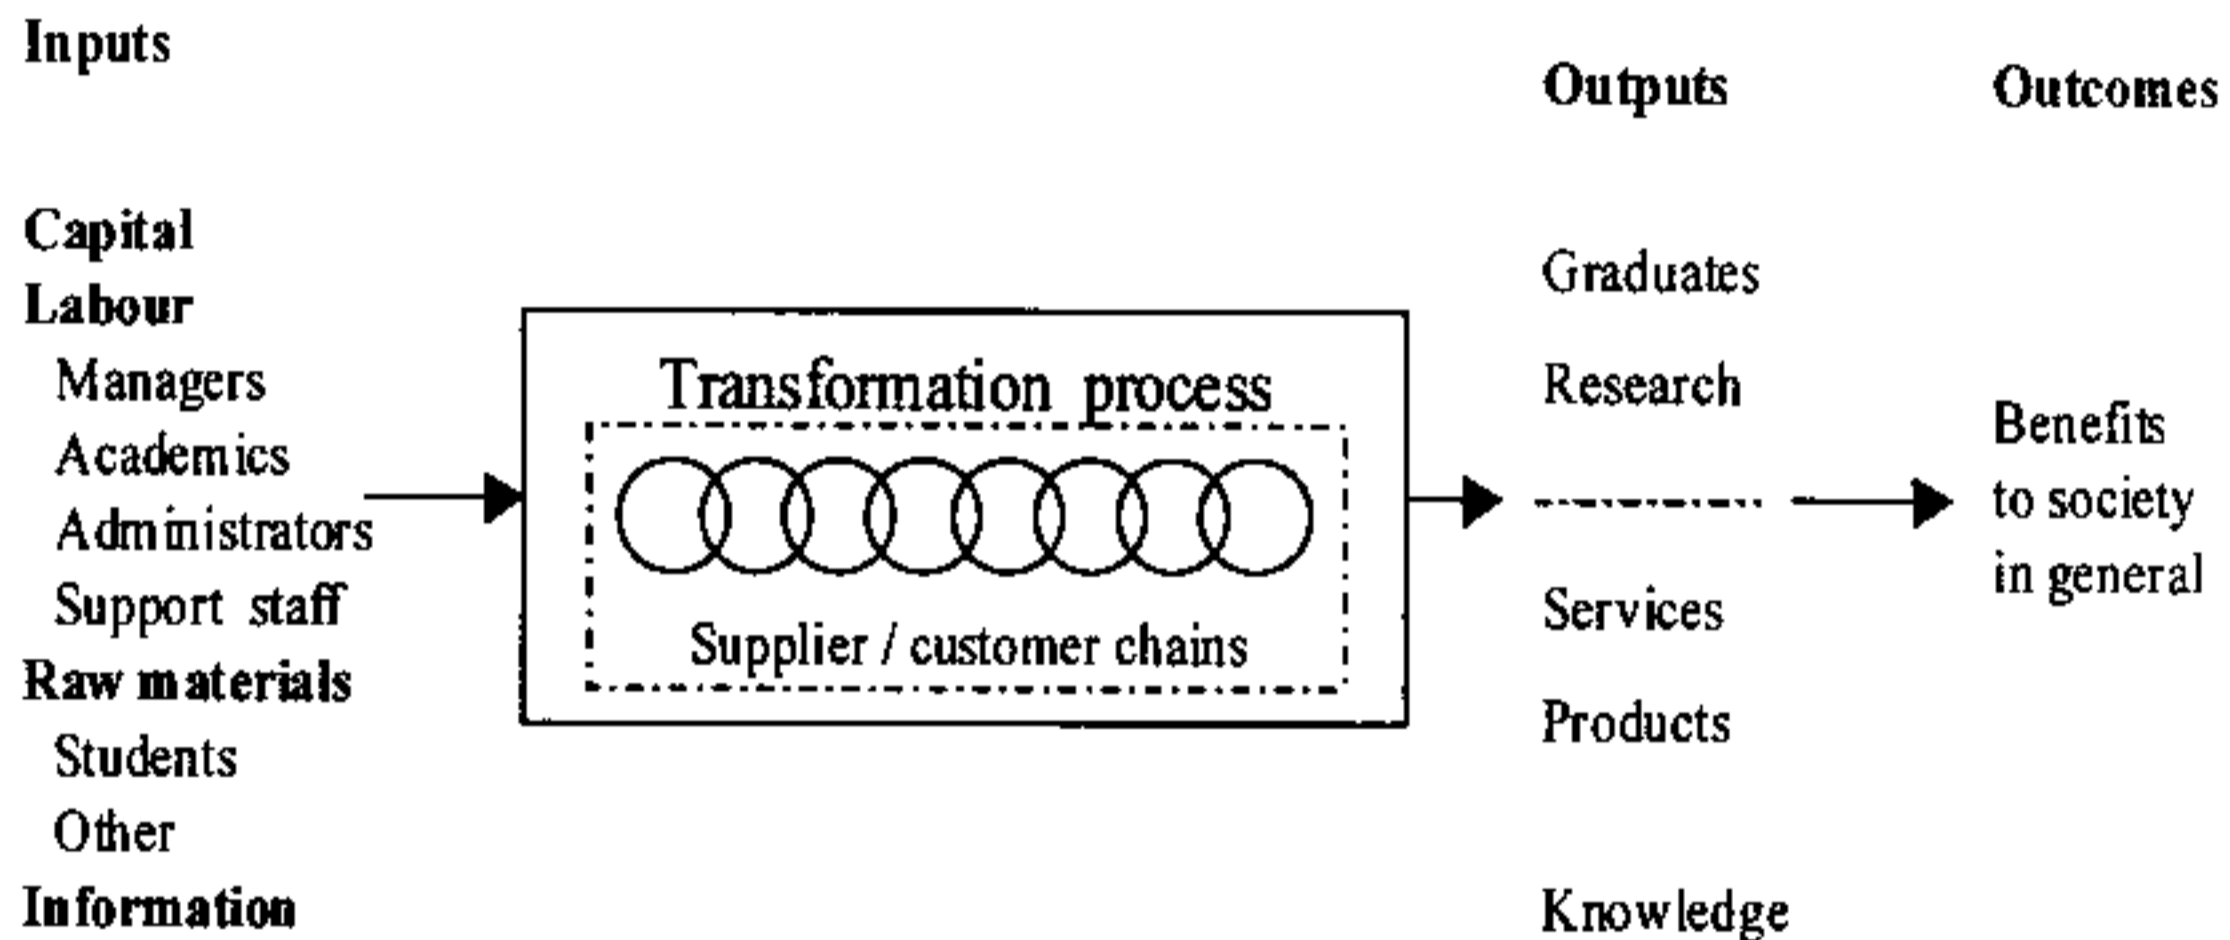 Inputs
Capital
Labour
Managers
Academics
Administrators
Support staff
Raw materials
Students
Other
Information
Transformation process
Supplier / customer chains
Outputs
Graduates
Research
Services
Products
Knowledge
Outcomes
Benefits
to society
in general